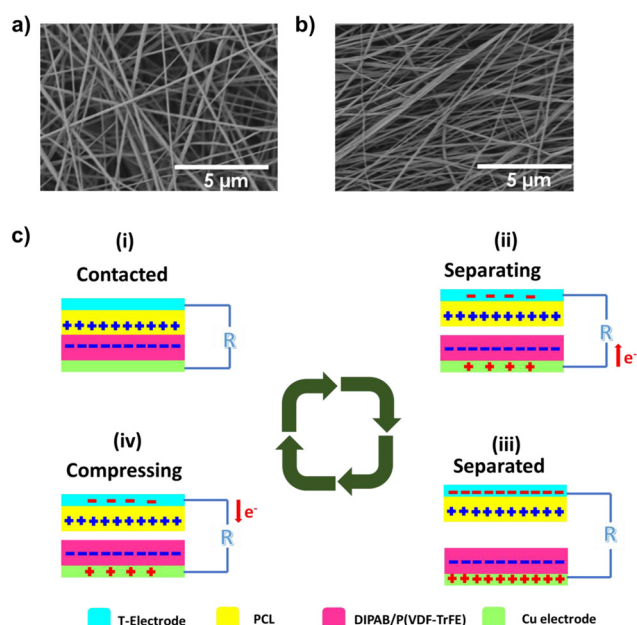 a)
b)
5 µm
5 µm
c)
(i)
Contacted
R
(ii)
Separating
R
e-
(iv)
Compressing
e-
R
(iii)
Separated
R
T-Electrode
PCL
DIPAB/P(VDF-TrFE)
Cu electrode